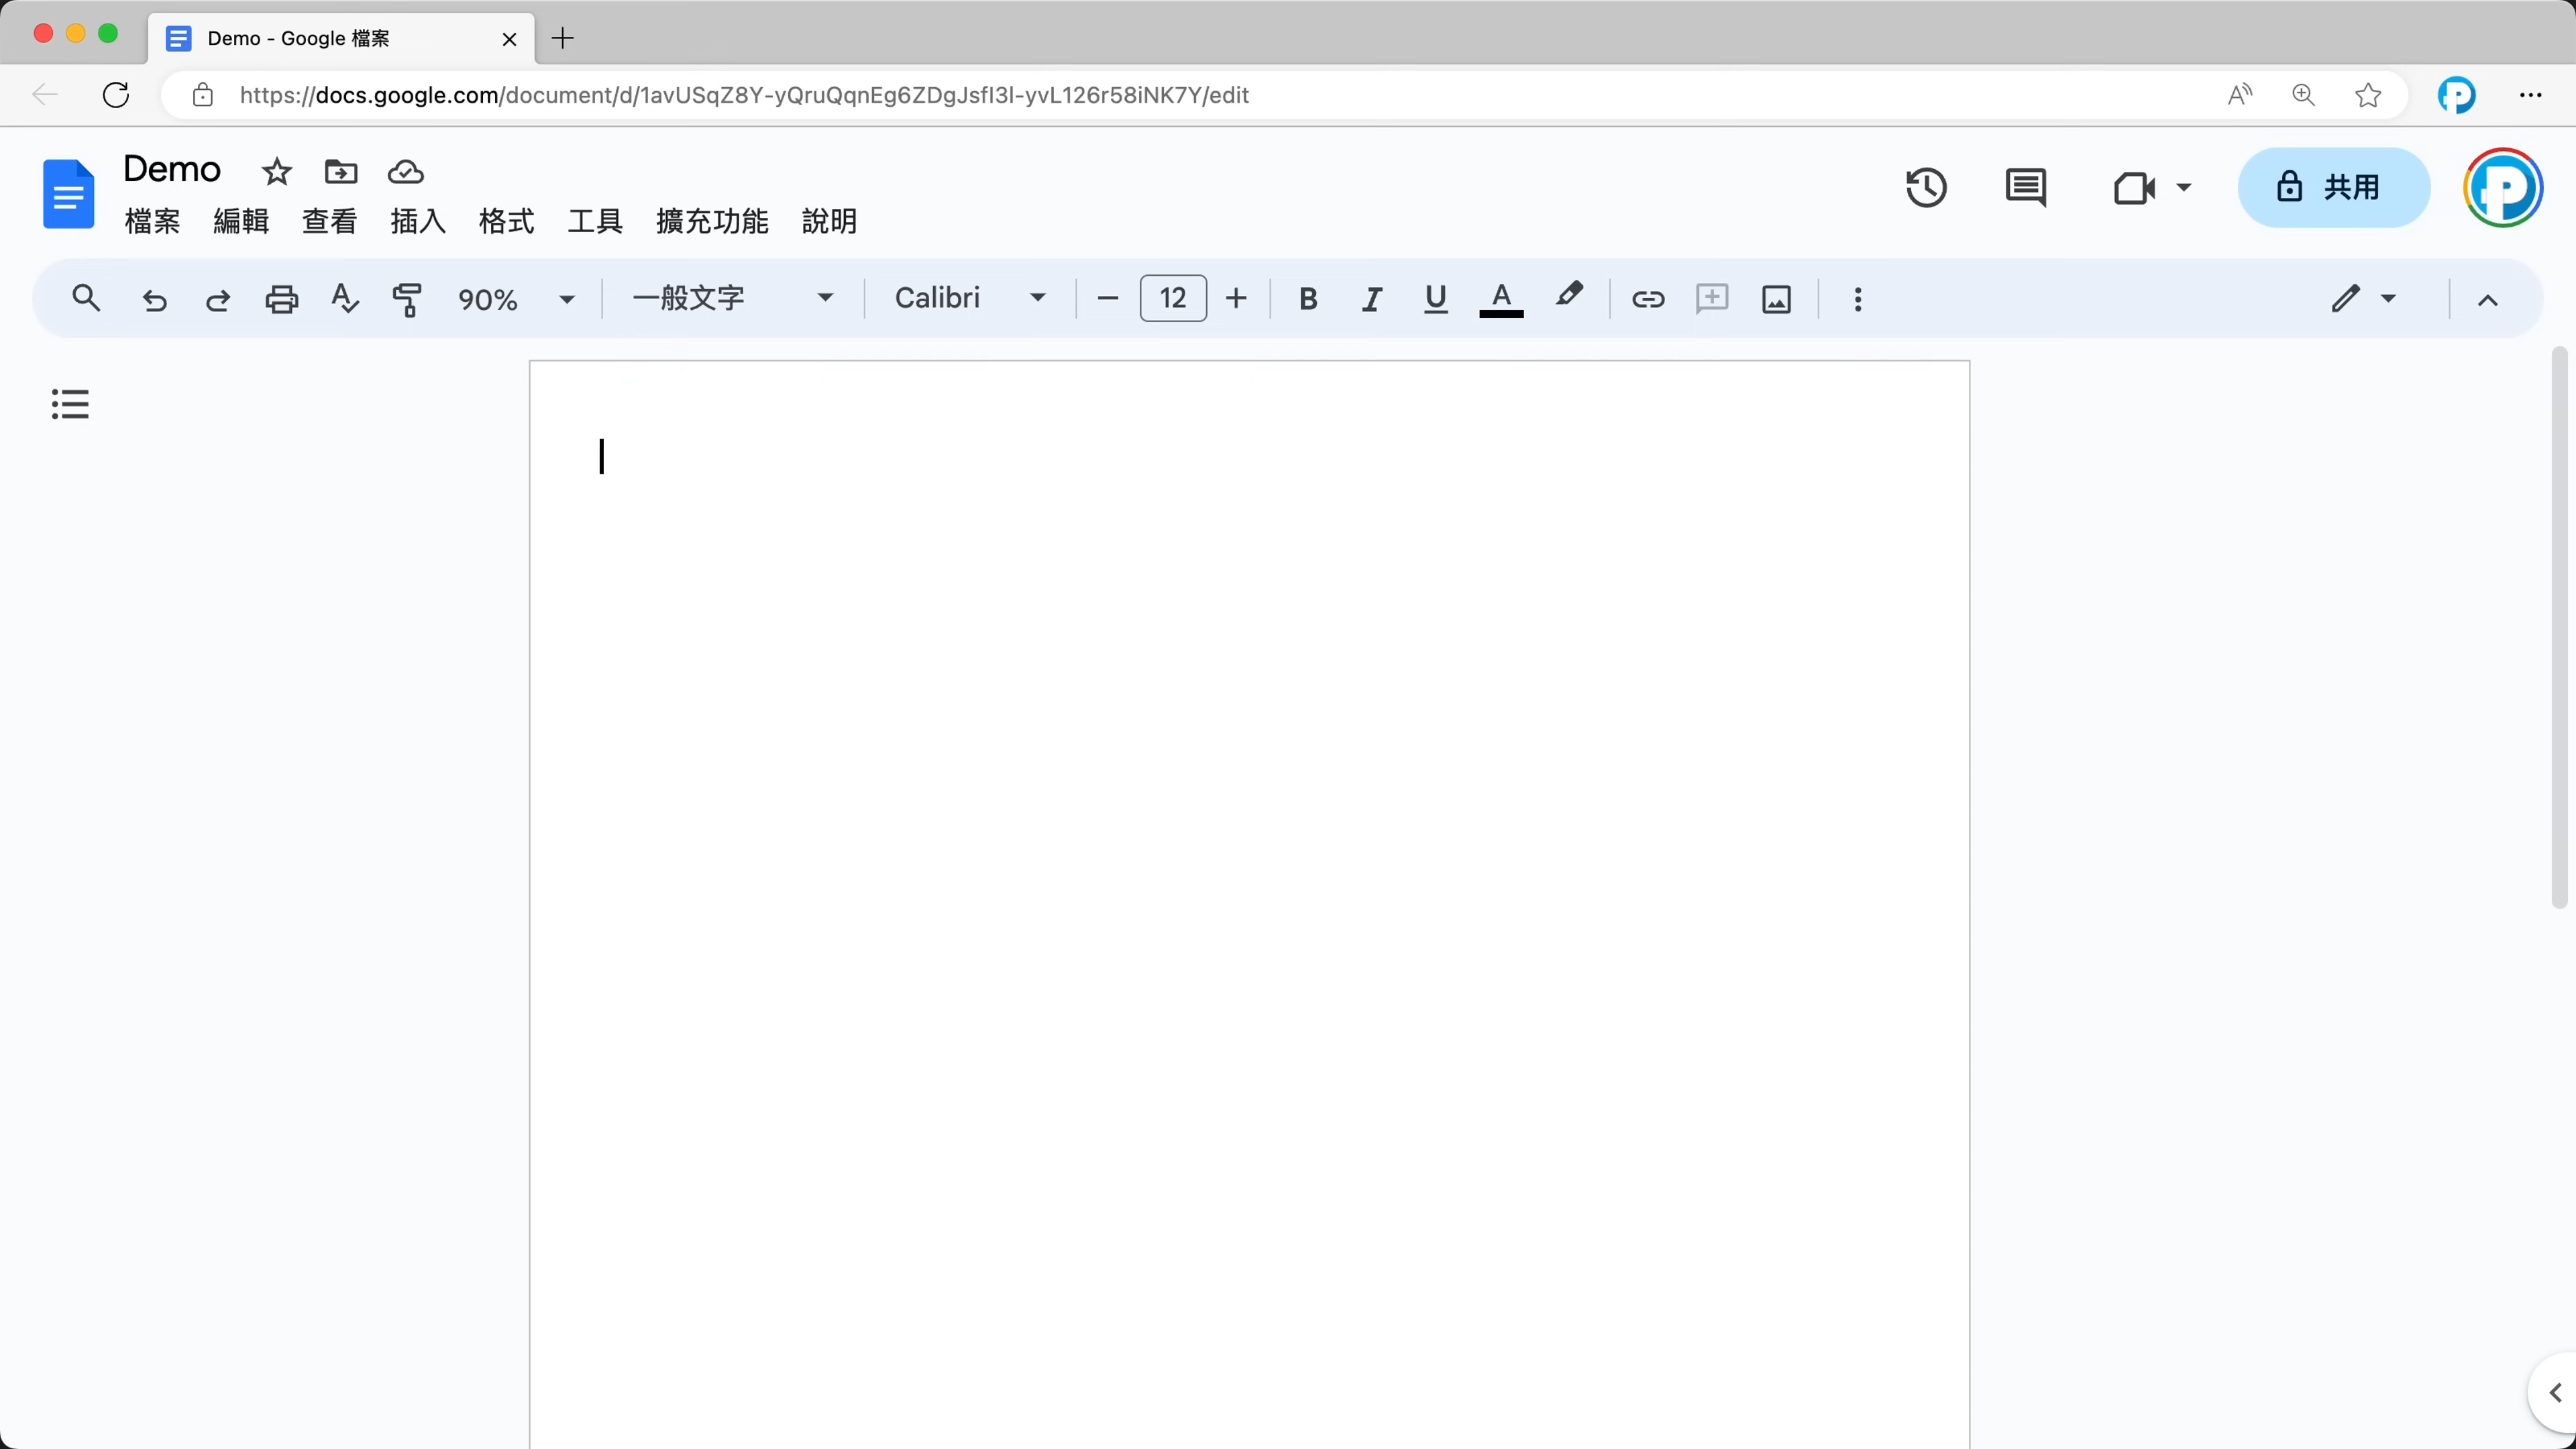 Demo - Google 檔案
https://docs.google.com/document/d/1avUSqZ8Y-yQruQqnEg6ZDgJsfI3I-yvL126r58iNK7Y/edit
Demo
檔案 編輯 查看 插入 格式 工具 擴充功能 說明
共用
90% 一般文字 Calibri 12 B I U A